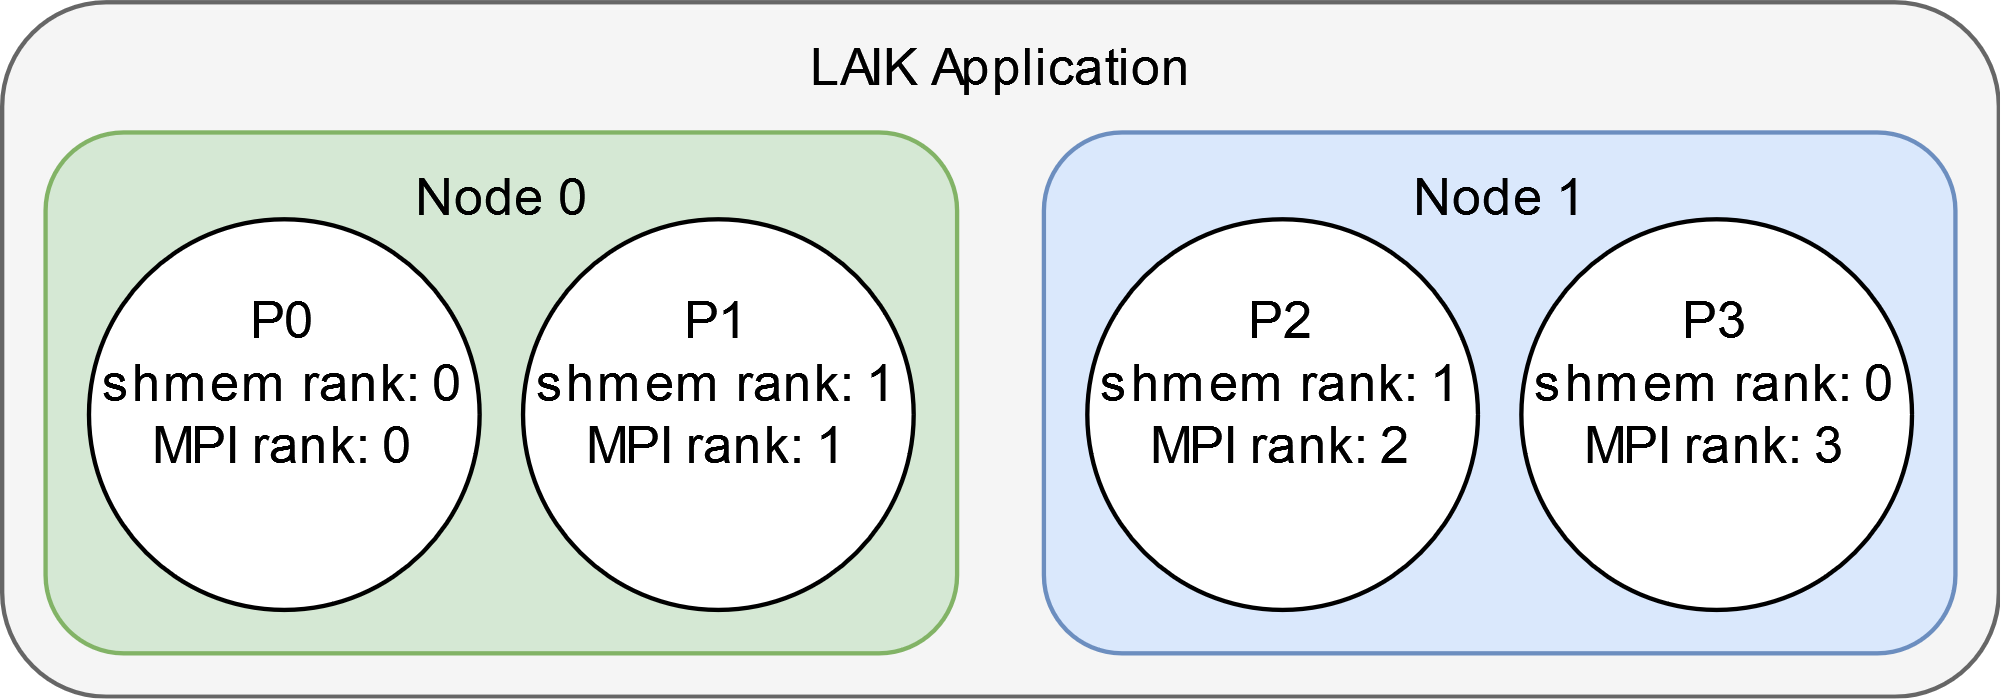 LAIK Application
Node 0
P0
shmem rank: 0
MPI rank: 0
P1
shmem rank: 1
MPI rank: 1
Node 1
P2
shmem rank: 1
MPI rank: 2
P3
shmem rank: 0
MPI rank: 3